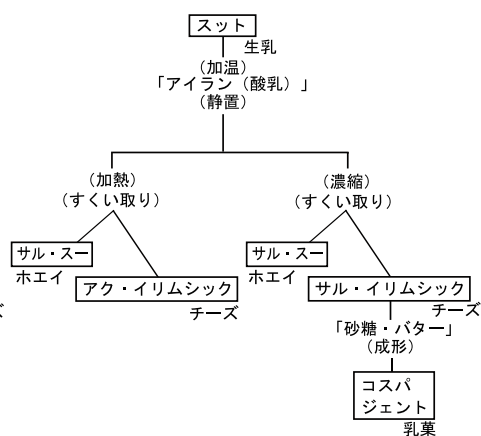 スット
生乳
(加温)
「アイラン(酸乳)」
(静置)
(加熱)
(すくい取り)
(濃縮)
(すくい取り)
サル・スー
ホエイ
アク・イリムシック
チーズ
サル・スー
ホエイ
サル・イリムシック
チーズ
「砂糖・バター」
(成形)
コスパ
ジェント
乳菓
ズ